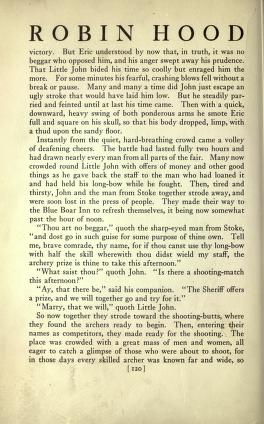 ROBIN HOOD
victory. But Eric understood by now that, in truth, it was no
beggar who opposed him, and his anger swept away his prudence.
That Little John bided his time so coolly but enraged him the
more. For some minutes his fearful, crashing blows fell without a
break or pause. Many and many a time did John just escape an
ugly stroke that would have laid him low. But he steadily par-
ried and feinted until at last his time came. Then with a quick,
downward, heavy swing of both ponderous arms he smote Eric
full and square on his skull, so that his body dropped, limp, with
a thud upon the sandy floor.
Instantly from the quiet, hard-breathing crowd came a volley
of deafening cheers. The battle had lasted fully two hours and
had drawn nearly every man from all parts of the fair. Many now
crowded round Little John with offers of money and other good
things as he gave back the staff to the man who had loaned it
and had held his long-bow while he fought. Then, tired and
thirsty, John and the man from Stoke together strode away, and
were soon lost in the press of people. They made their way to
the Blue Boar Inn to refresh themselves, it being now somewhat
past the hour of noon.
"Thou art no beggar," quoth the sharp-eyed man from Stoke,
"and dost go in such guise for some purpose of thine own. Tell
me, brave comrade, thy name, for if thou canst use thy long-bow
with half the skill wherewith thou didst wield my staff, the
archery prize is thine to take this afternoon."
"What saist thou?" quoth John. "Is there a shooting-match
this afternoon?"
"Ay, that there be," said his companion. "The Sheriff offers
a prize, and we will together go and try for it."
"Marry, that we will," quoth Little John.
So now together they strode toward the shooting-butts, where
they found the archers ready to begin. Then, entering their
names as competitors, they made ready for the shooting. The
place was crowded with a great mass of men and women, all
eager to catch a glimpse of those who were about to shoot, for
in those days every skilled archer was known far and wide, so
[120]